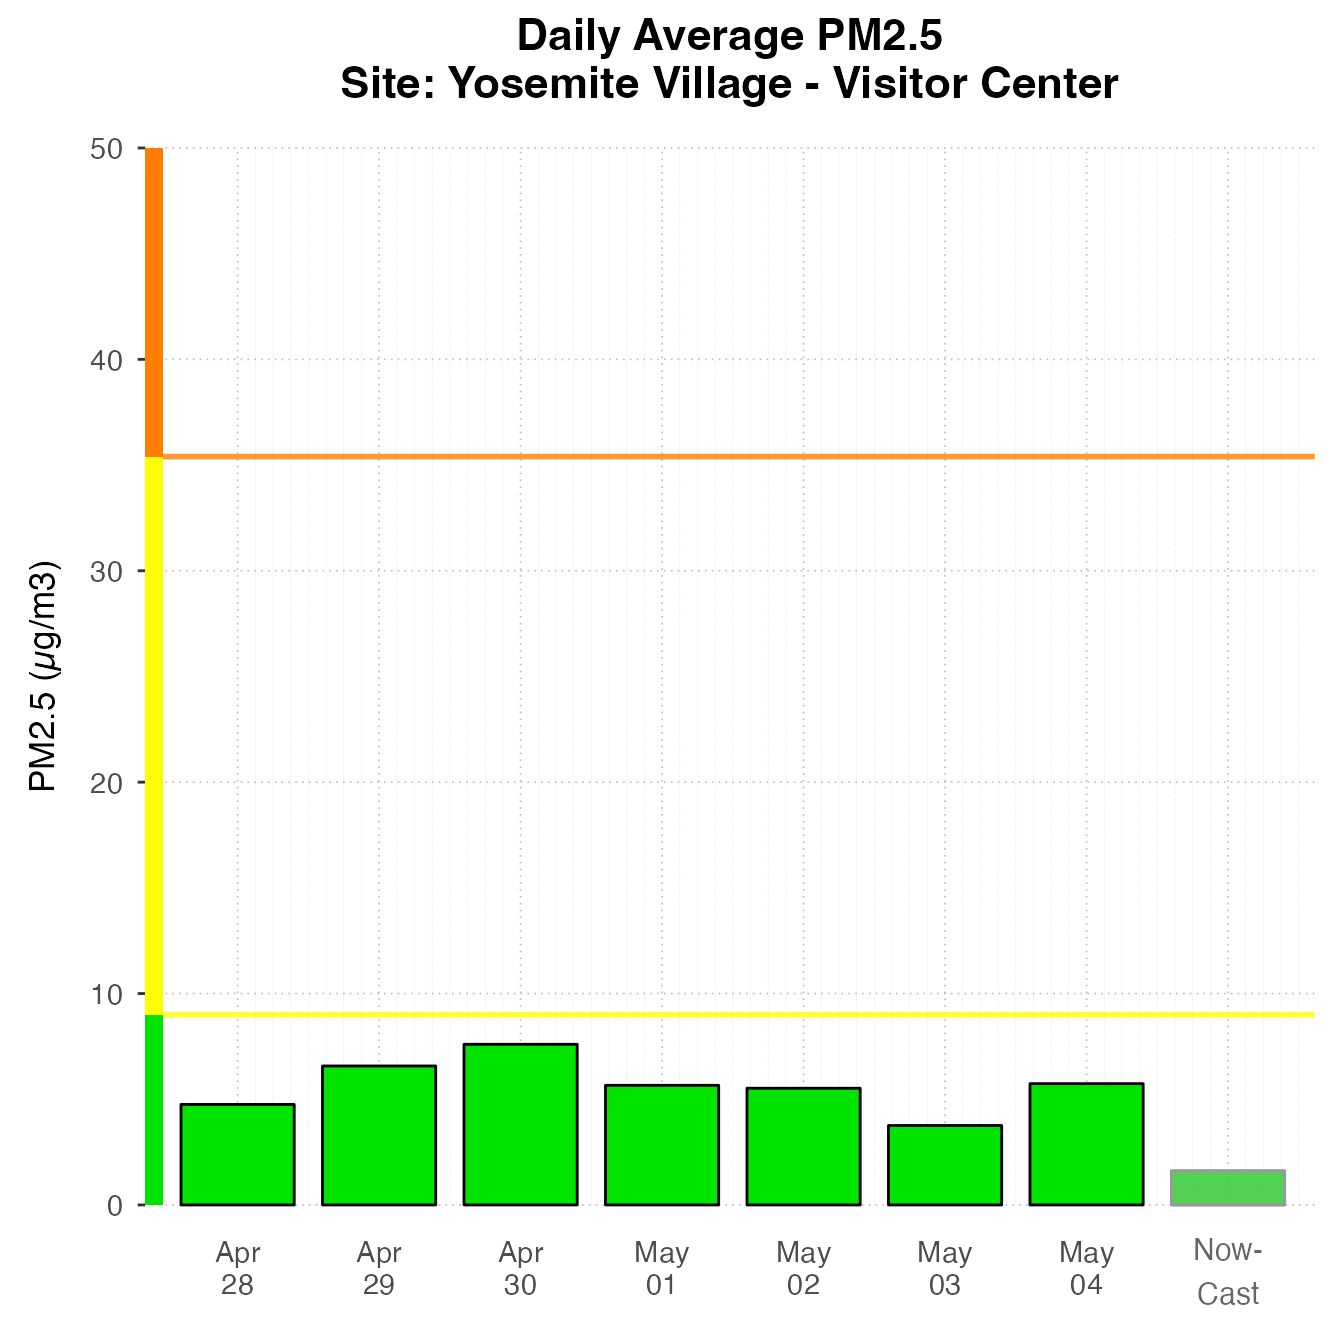 Daily Average PM2.5
Site: Yosemite Village - Visitor Center
PM2.5 (µg/m3)
50
40
30
20
10
0
Apr 28
Apr 29
Apr 30
May 01
May 02
May 03
May 04
Now-Cast